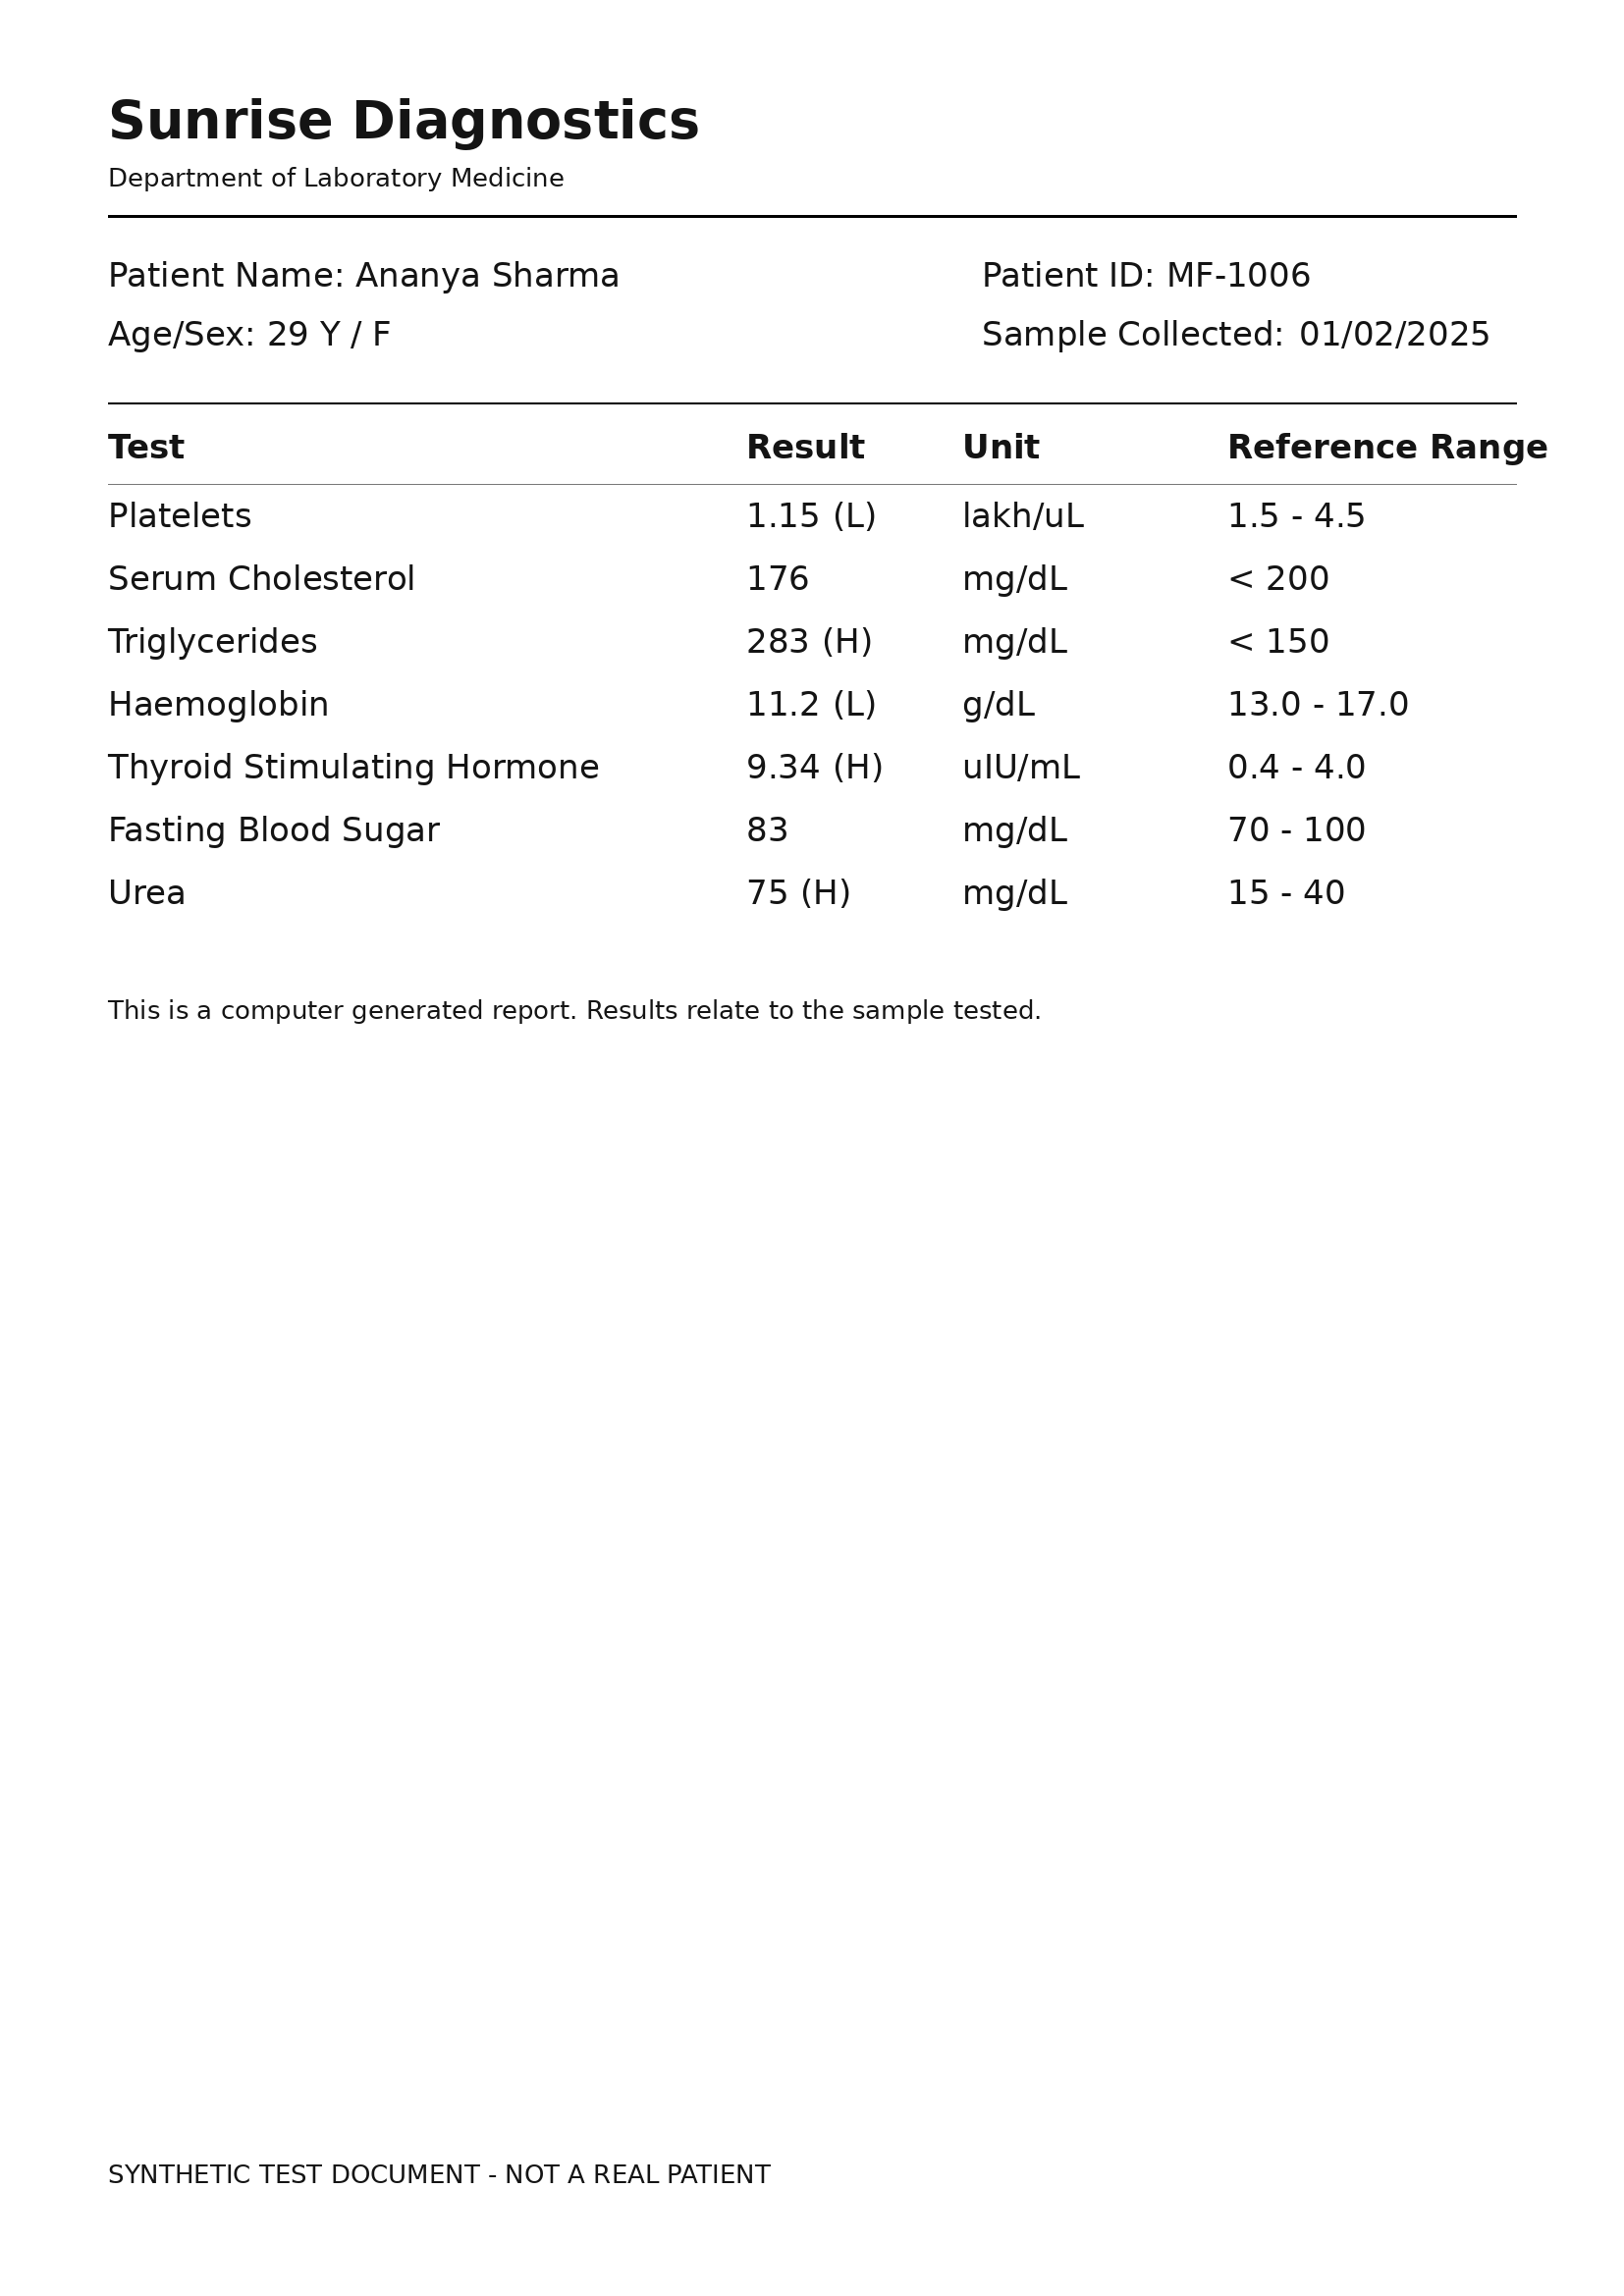 Sunrise Diagnostics
Department of Laboratory Medicine
Patient Name: Ananya Sharma Patient ID: MF-1006
Age/Sex: 29 Y / F Sample Collected: 01/02/2025
Test Result Unit Reference Range
Platelets 1.15 (L) lakh/uL 1.5 - 4.5
Serum Cholesterol 176 mg/dL < 200
Triglycerides 283 (H) mg/dL < 150
Haemoglobin 11.2 (L) g/dL 13.0 - 17.0
Thyroid Stimulating Hormone 9.34 (H) uIU/mL 0.4 - 4.0
Fasting Blood Sugar 83 mg/dL 70 - 100
Urea 75 (H) mg/dL 15 - 40
This is a computer generated report. Results relate to the sample tested.
SYNTHETIC TEST DOCUMENT - NOT A REAL PATIENT